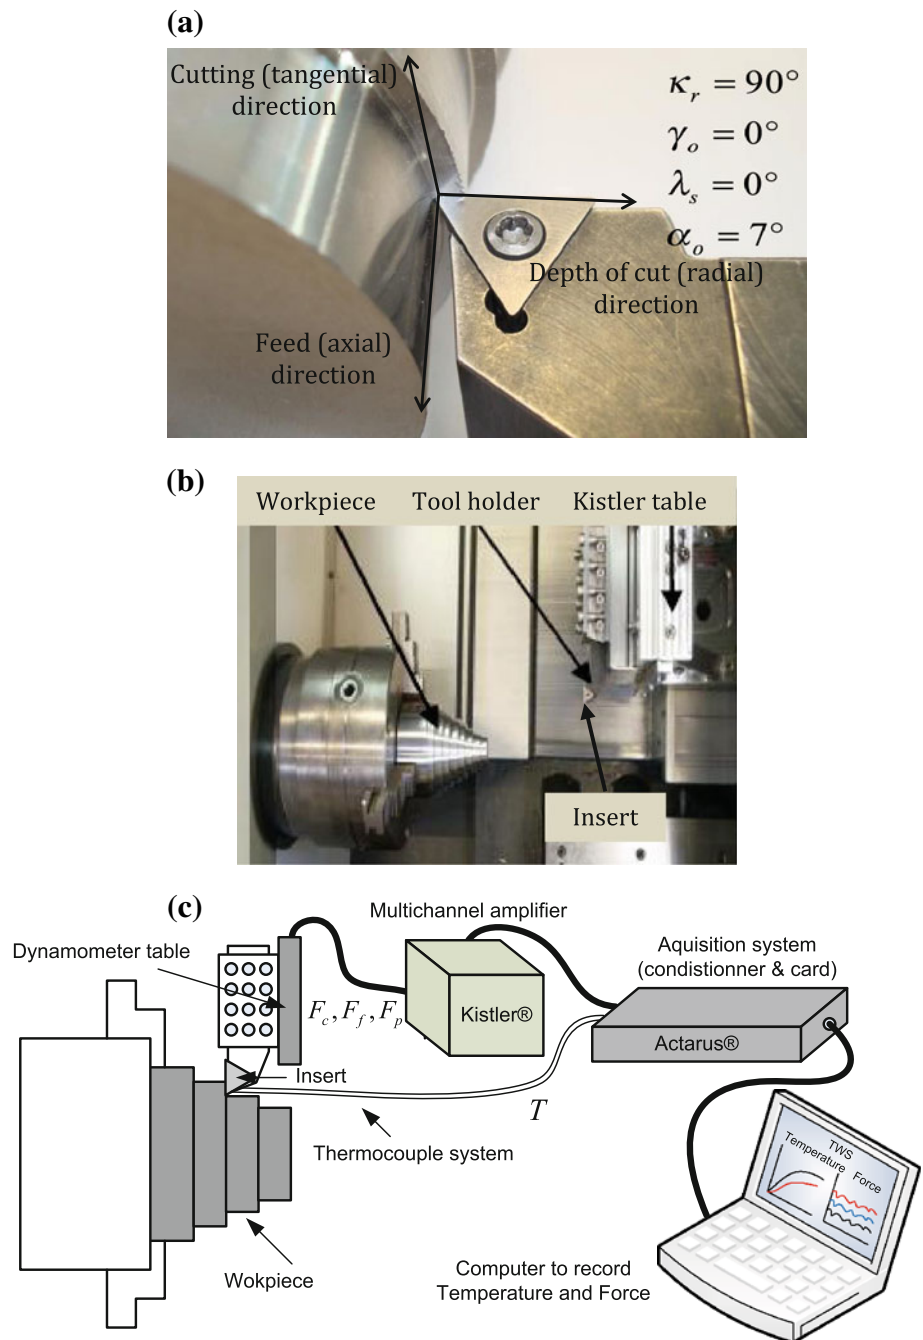 (a)
Cutting (tangential)
direction
κr = 90°
γo = 0°
λs = 0°
αo = 7°
Depth of cut (radial)
direction
Feed (axial)
direction
(b)
Workpiece
Tool holder
Kistler table
Insert
(c)
Multichannel amplifier
Dynamometer table
Aquisition system
(condistionner & card)
Fc, Ff, Fp
Kistler®
Actarus®
Insert
T
Thermocouple system
TWS
Temperature
Force
Wokpiece
Computer to record
Temperature and Force